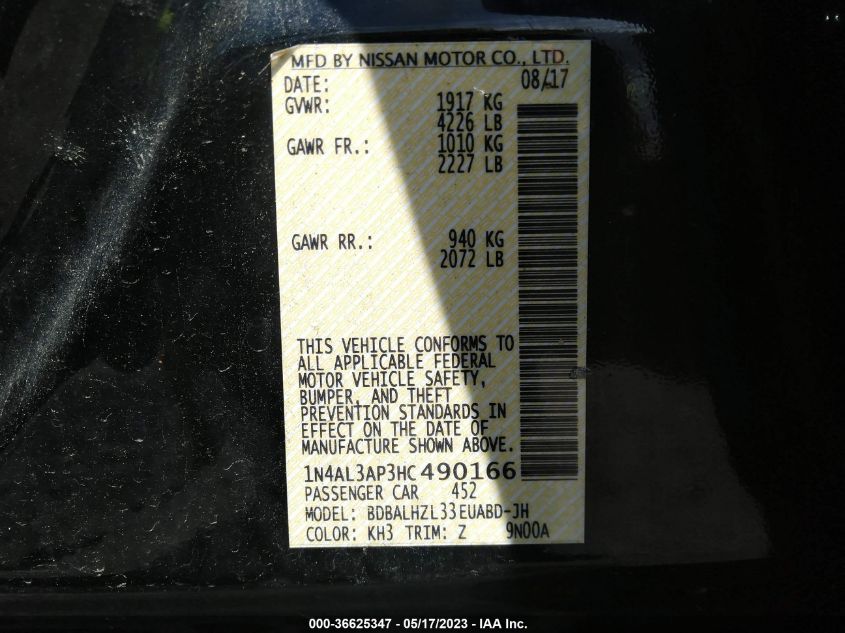 MFD BY NISSAN MOTOR CO., LTD.
DATE: 08/17
GVWR: 1917 KG
4226 LB
GAWR FR.: 1010 KG
2227 LB
GAWR RR.: 940 KG
2072 LB
THIS VEHICLE CONFORMS TO
ALL APPLICABLE FEDERAL
MOTOR VEHICLE SAFETY,
BUMPER, AND THEFT
PREVENTION STANDARDS IN
EFFECT ON THE DATE OF
MANUFACTURE SHOWN ABOVE.
1N4AL3AP3HC490166
PASSENGER CAR 452
MODEL: BDBALHZL33EUABD-JH
COLOR: KH3 TRIM: Z 9N00A
000-36625347 - 05/17/2023 - IAA Inc.